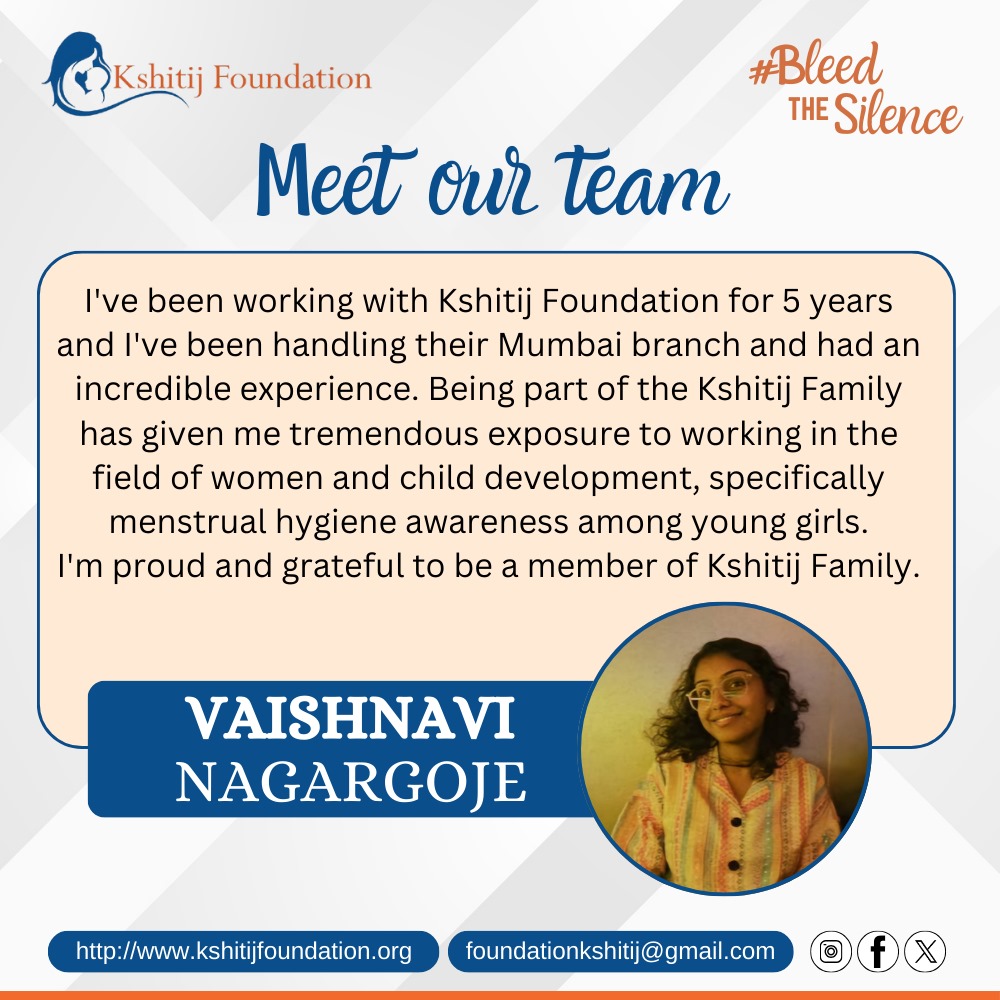 Kshitij Foundation
#Bleed
THE Silence
Meet our team
I've been working with Kshitij Foundation for 5 years
and I've been handling their Mumbai branch and had an
incredible experience. Being part of the Kshitij Family
has given me tremendous exposure to working in the
field of women and child development, specifically
menstrual hygiene awareness among young girls.
I'm proud and grateful to be a member of Kshitij Family.
VAISHNAVI
NAGARGOJE
http://www.kshitijfoundation.org
foundationkshitij@gmail.com